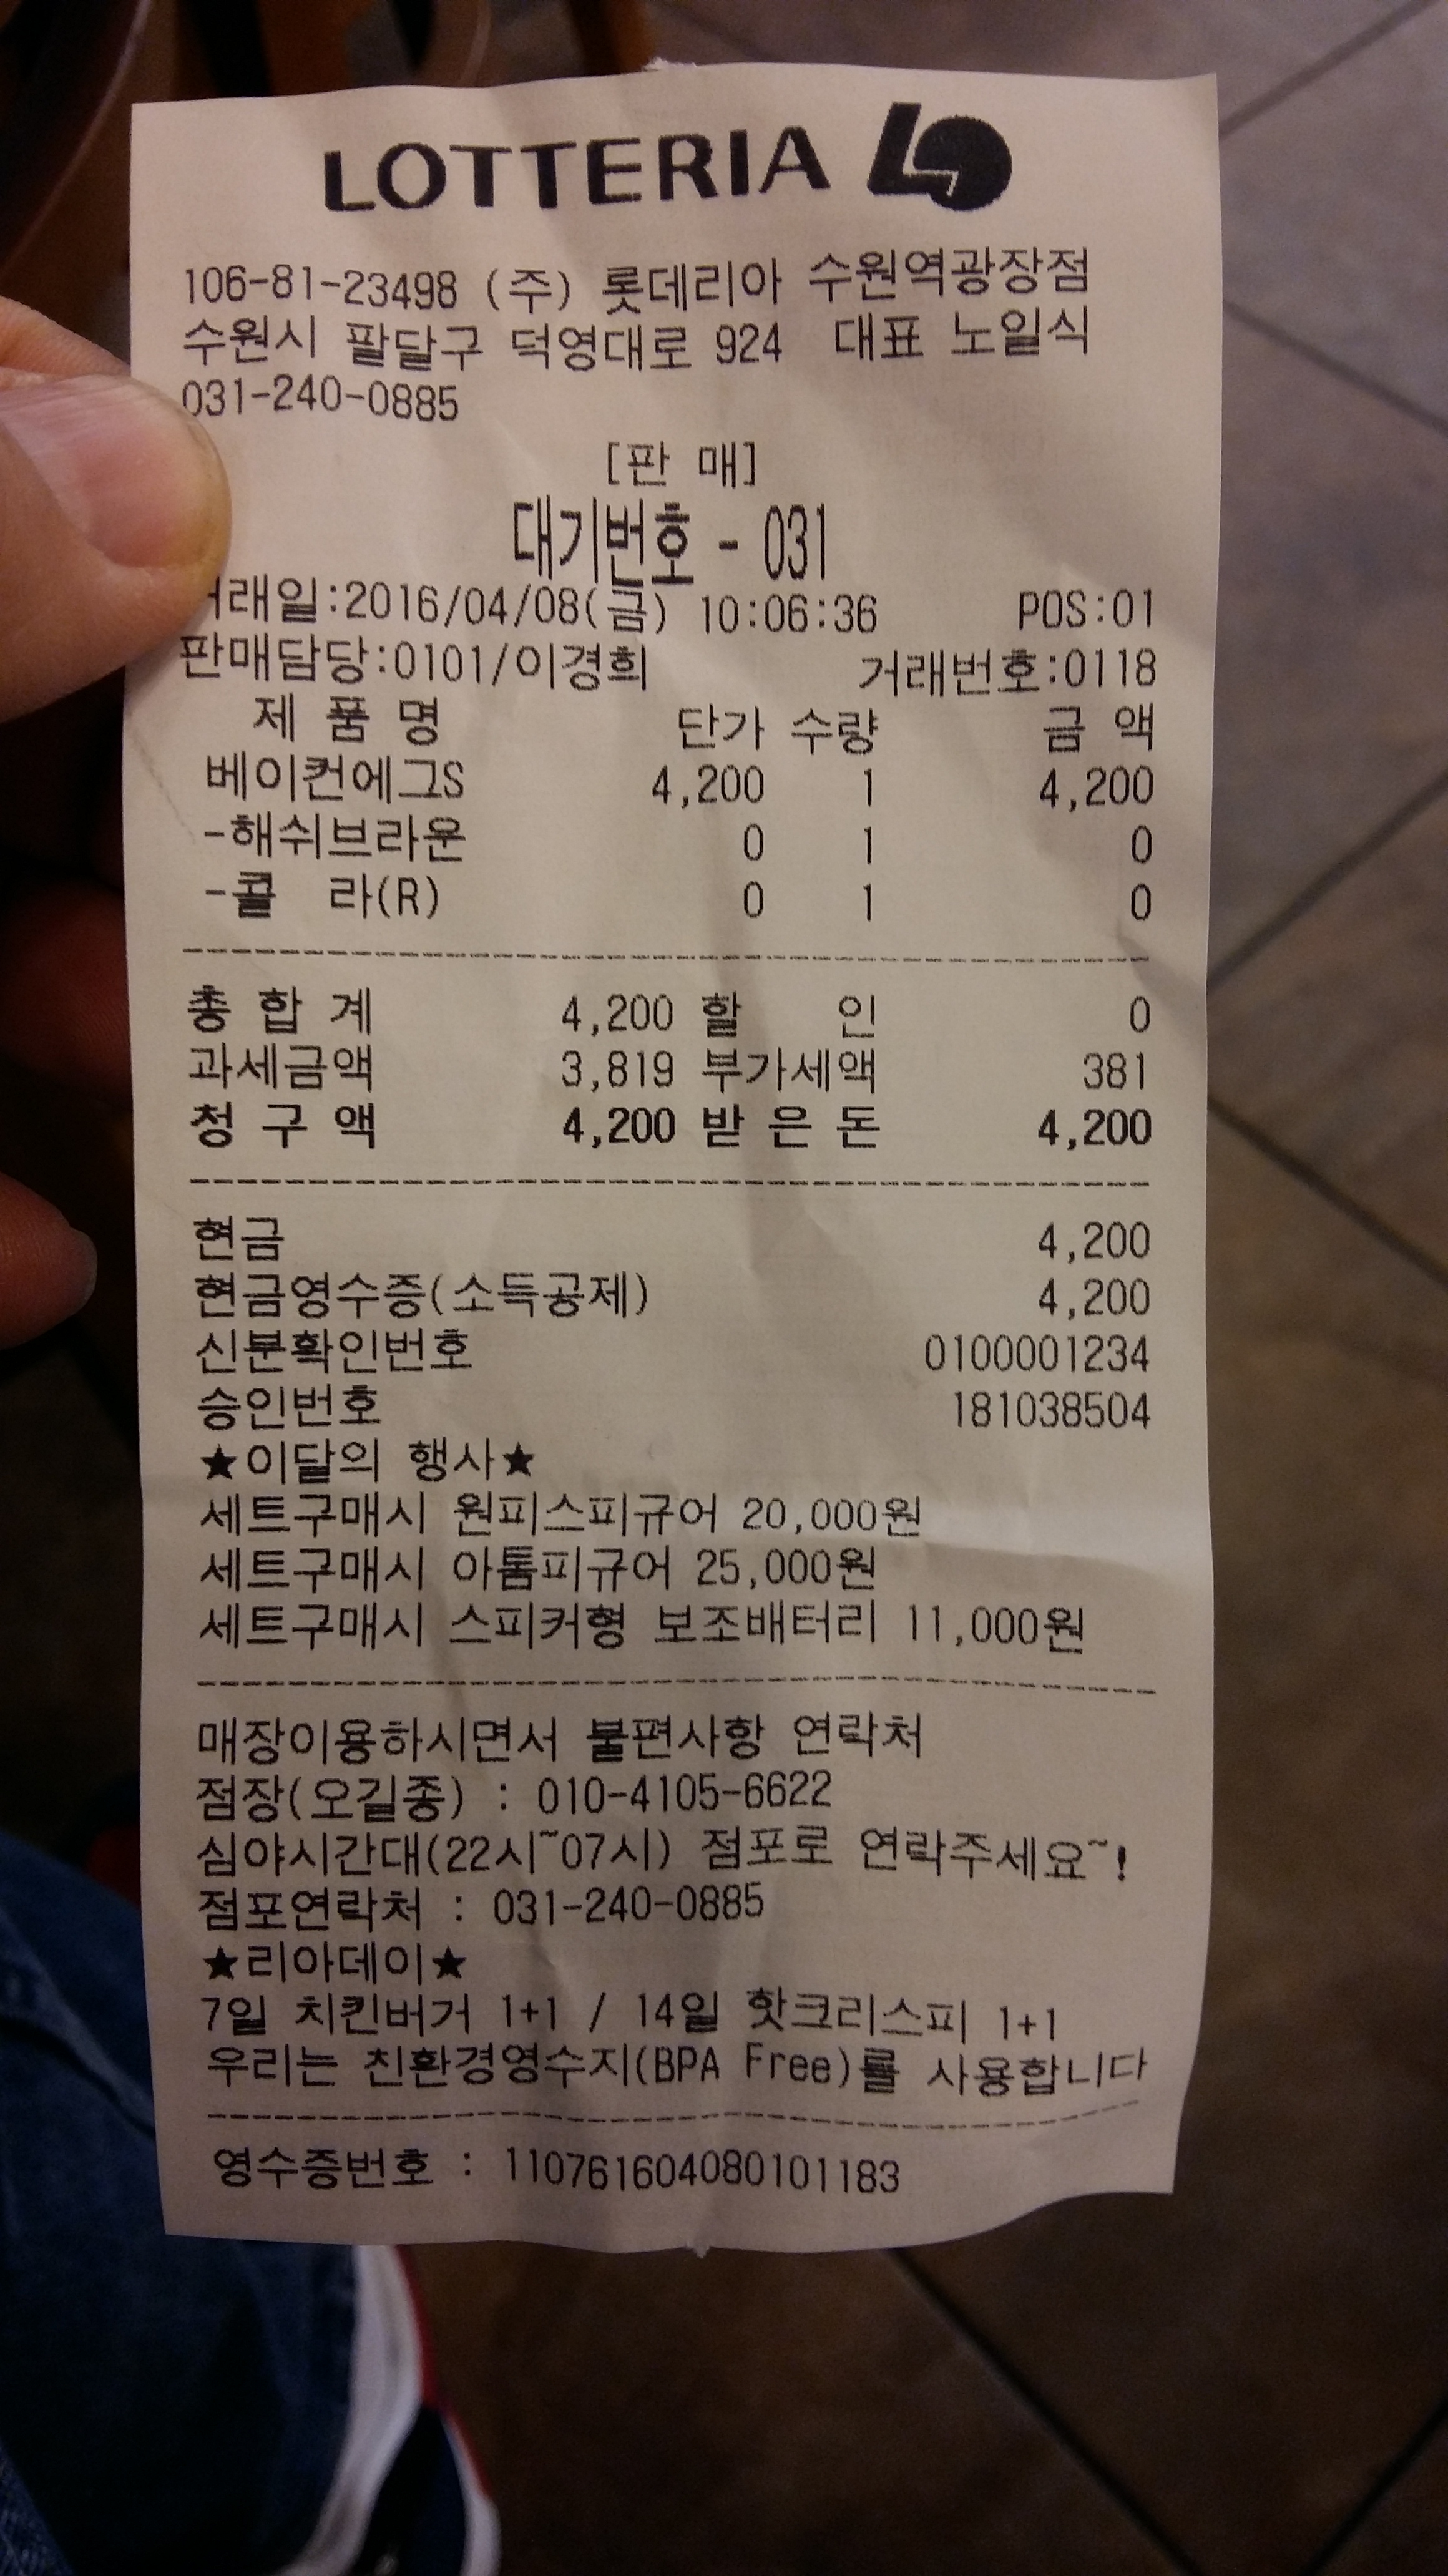 LOTTERIA
106-81-23498 (주) 롯데리아 수원역광장점
수원시 팔달구 덕영대로 924 대표 노일식
031-240-0885
[판 매]
대기번호 - 031
거래일:2016/04/08(금) 10:06:36 POS:01
판매담당:0101/이경희 거래번호:0118
제 품 명 단가 수량 금 액
베이컨에그S 4,200 1 4,200
-해쉬브라운 0 1 0
-콜 라(R) 0 1 0
총 합 계 4,200 할 인 0
과세금액 3,819 부가세액 381
청 구 액 4,200 받 은 돈 4,200
현금 4,200
현금영수증(소득공제) 4,200
신분확인번호 0100001234
승인번호 181038504
★이달의 행사★
세트구매시 원피스피규어 20,000원
세트구매시 아톰피규어 25,000원
세트구매시 스피커형 보조배터리 11,000원
매장이용하시면서 불편사항 연락처
점장(오길종) : 010-4105-6622
심야시간대(22시~07시) 점포로 연락주세요~!
점포연락처 : 031-240-0885
★리아데이★
7일 치킨버거 1+1 / 14일 핫크리스피 1+1
우리는 친환경영수지(BPA Free)를 사용합니다
영수증번호 : 110761604080101183